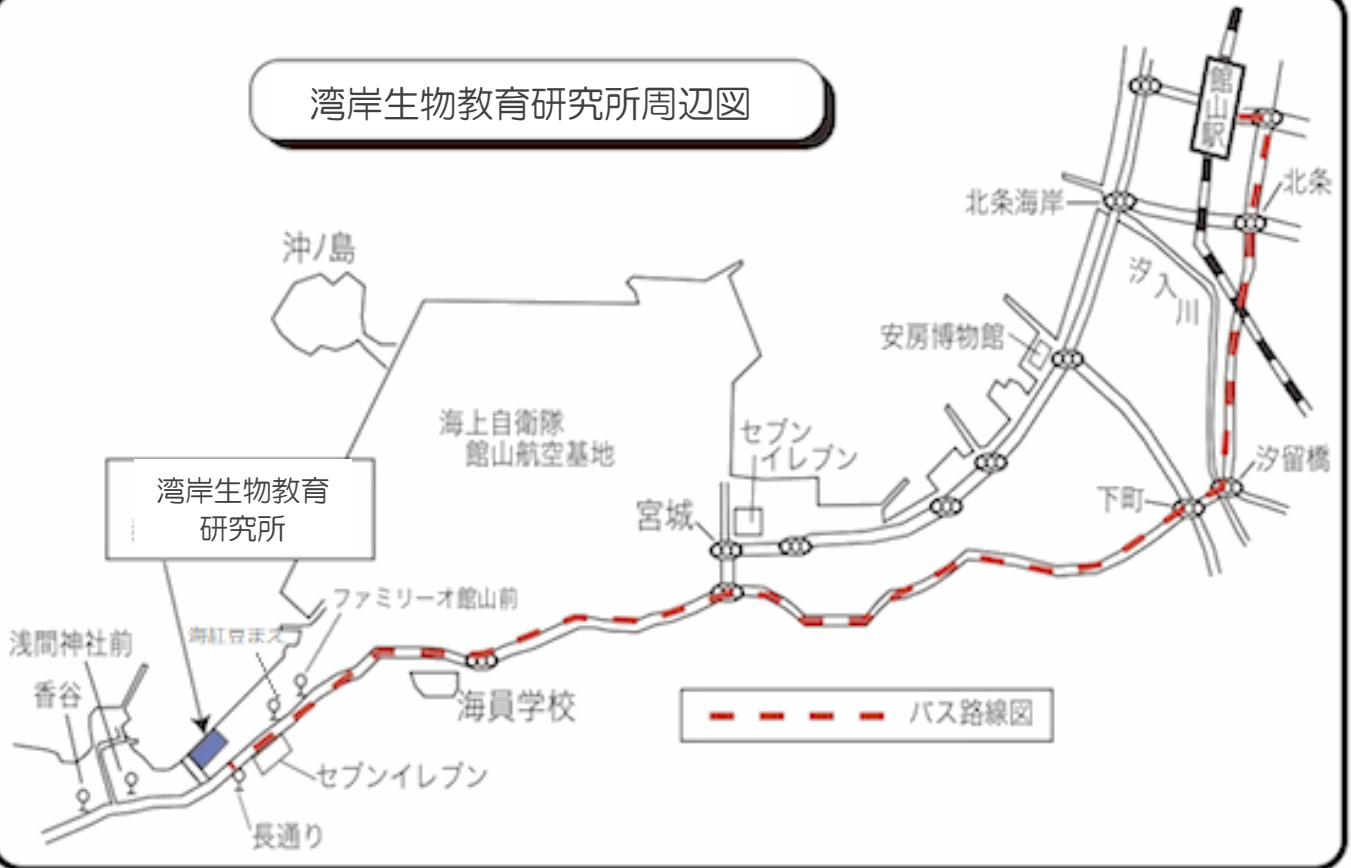 湾岸生物教育研究所周辺図
館山駅
北条
北条海岸
沖ノ島
汐入川
安房博物館
海上自衛隊
館山航空基地
セブン
イレブン
汐留橋
湾岸生物教育
研究所
下町
宮城
ファミリーオ館山前
海紅豆まえ
浅間神社前
香谷
海員学校
バス路線図
セブンイレブン
長通り